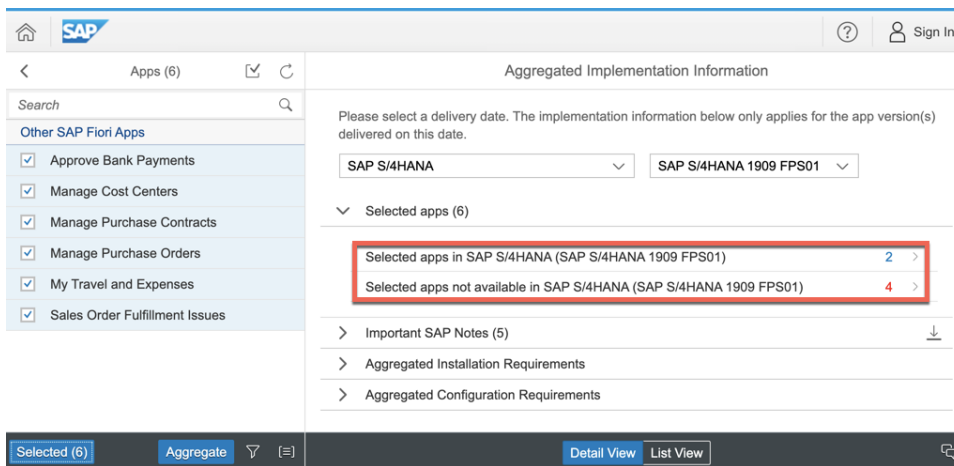 SAP
?
Sign In
Apps (6)
Aggregated Implementation Information
Search
Please select a delivery date. The implementation information below only applies for the app version(s)
delivered on this date.
Other SAP Fiori Apps
Approve Bank Payments
Manage Cost Centers
Manage Purchase Contracts
Manage Purchase Orders
My Travel and Expenses
Sales Order Fulfillment Issues
SAP S/4HANA
SAP S/4HANA 1909 FPS01
Selected apps (6)
Selected apps in SAP S/4HANA (SAP S/4HANA 1909 FPS01) 2
Selected apps not available in SAP S/4HANA (SAP S/4HANA 1909 FPS01) 4
Important SAP Notes (5)
Aggregated Installation Requirements
Aggregated Configuration Requirements
Selected (6)
Aggregate
Detail View
List View